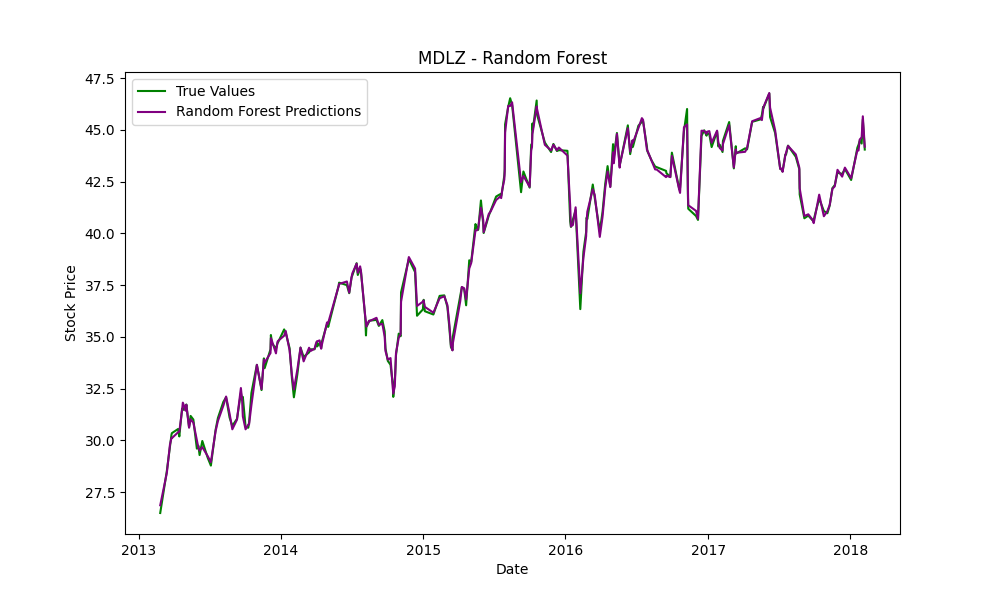 MDLZ - Random Forest
True Values
Random Forest Predictions
47.5
45.0
42.5
40.0
37.5
35.0
32.5
30.0
27.5
Stock Price
2013 2014 2015 2016 2017 2018
Date